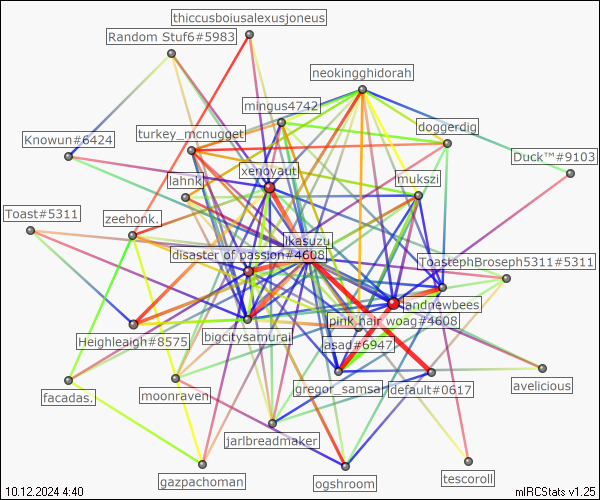 thiccusboiusalexusjoneus
Random Stuf6#5983
neokingghidorah
mingus4742
doggerdig
turkey_mcnugget
Knowun#6424
Duck™#9103
xenoyauti
lahnk
mukszi
Toast#5311
zeehonk.
ikasuzu
disaster of passion#4608
ToastephBroseph5311#5311
landnewbees
pink hair woag#4608
bigcitysamurai
Heighleaigh#8575
asad#6947
gregor_samsa
default#0617
avelicious
facadas.
moonraven
jarlbreadmaker
gazpachoman
ogshroom
tescoroll
10.12.2024 4:40
mIRCStats v1.25